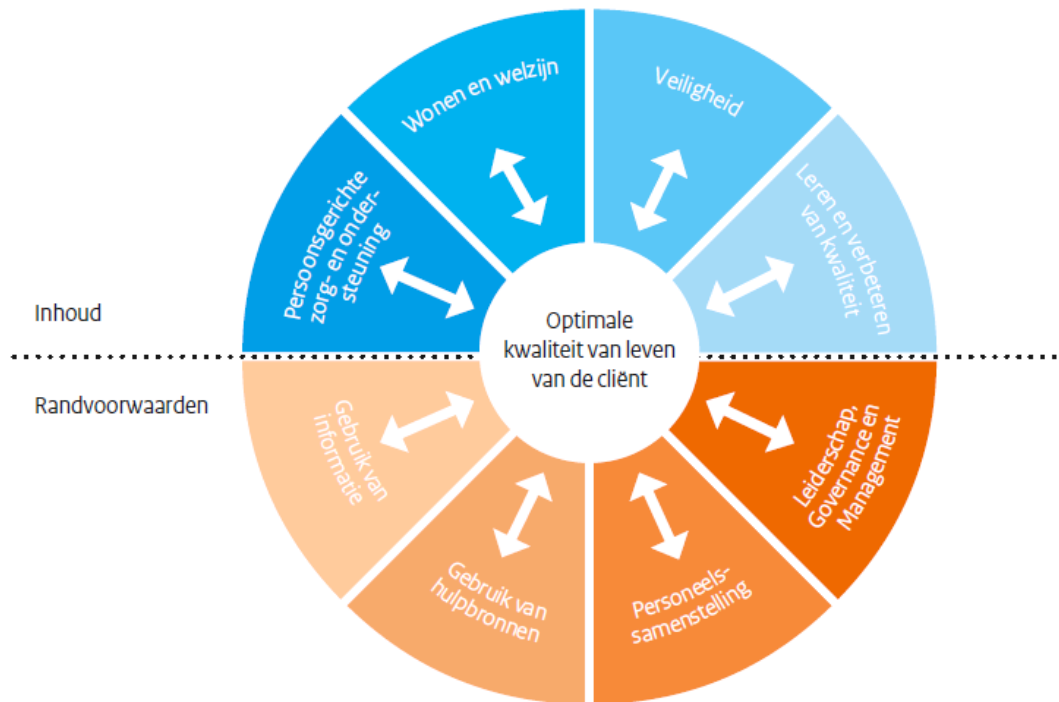 Wonen en welzijn
Veiligheid
Persoonsgerichte
zorg- en onder-
steuning
Leren en verbeteren
van kwaliteit
Inhoud
Optimale
kwaliteit van leven
van de cliënt
Randvoorwaarden
Gebruik van
informatie
Leiderschap,
Governance en
Management
Gebruik van
hulpbronnen
Personeels-
samenstelling